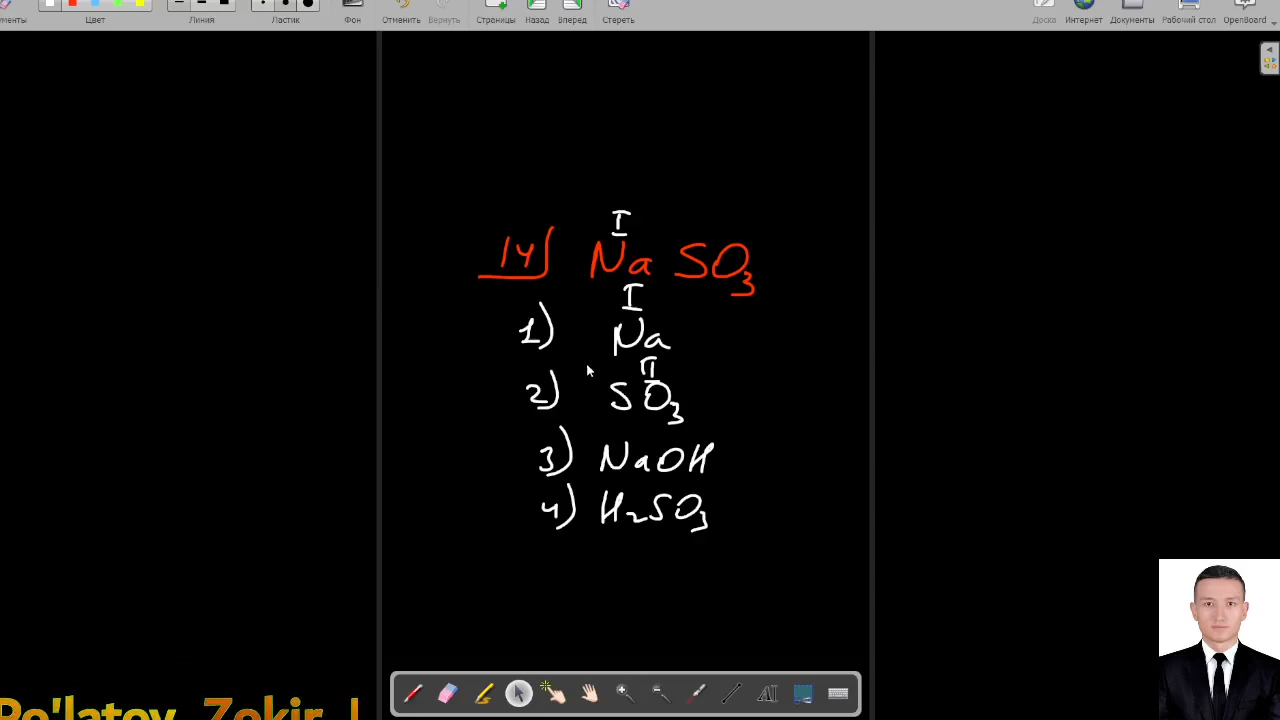 Цвет Линия Ластик Фон Отменить Вернуть Страницы Назад Вперед Стереть Доска Интернет Документы Рабочий стол OpenBoard
I
14) Na SO3
I
1) Na
II
2) SO3
3) NaOH
4) H2SO3
Po'latov Zokir